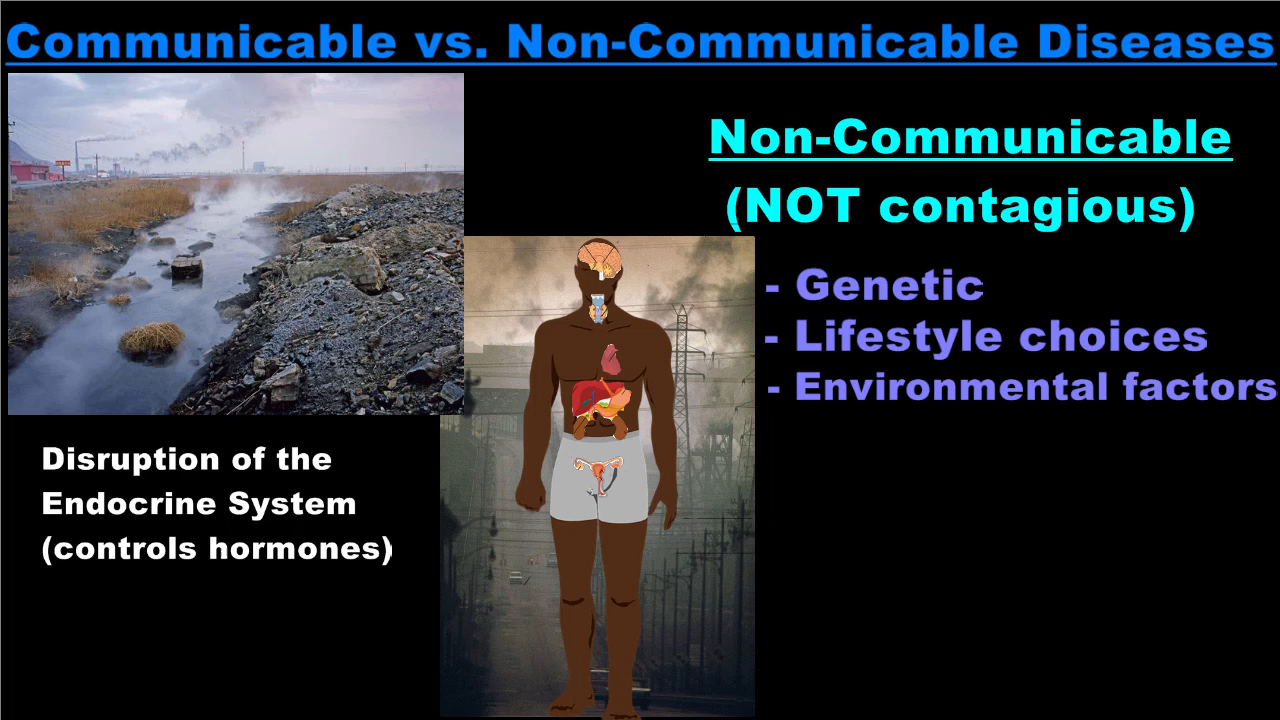 Communicable vs. Non-Communicable Diseases
Non-Communicable
(NOT contagious)
- Genetic
- Lifestyle choices
- Environmental factors
Disruption of the
Endocrine System
(controls hormones)